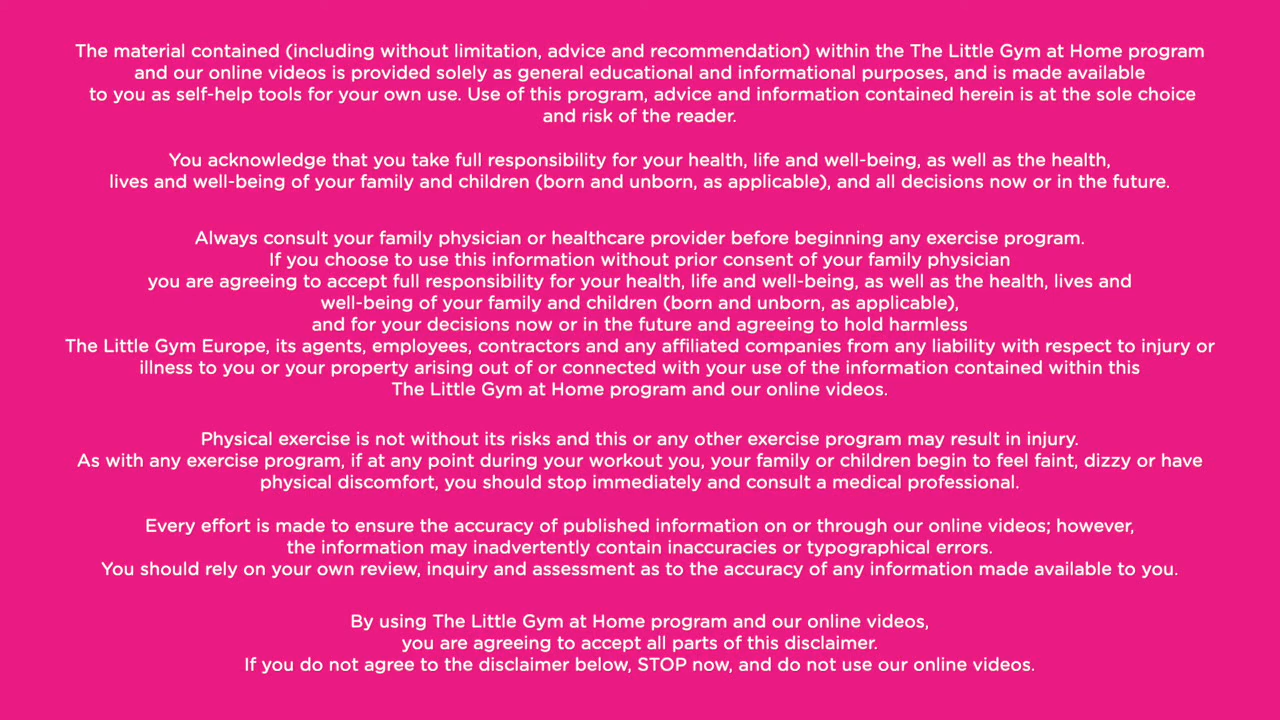 The material contained (including without limitation, advice and recommendation) within the The Little Gym at Home program
and our online videos is provided solely as general educational and informational purposes, and is made available
to you as self-help tools for your own use. Use of this program, advice and information contained herein is at the sole choice
and risk of the reader.
You acknowledge that you take full responsibility for your health, life and well-being, as well as the health,
lives and well-being of your family and children (born and unborn, as applicable), and all decisions now or in the future.
Always consult your family physician or healthcare provider before beginning any exercise program.
If you choose to use this information without prior consent of your family physician
you are agreeing to accept full responsibility for your health, life and well-being, as well as the health, lives and
well-being of your family and children (born and unborn, as applicable),
and for your decisions now or in the future and agreeing to hold harmless
The Little Gym Europe, its agents, employees, contractors and any affiliated companies from any liability with respect to injury or
illness to you or your property arising out of or connected with your use of the information contained within this
The Little Gym at Home program and our online videos.
Physical exercise is not without its risks and this or any other exercise program may result in injury.
As with any exercise program, if at any point during your workout you, your family or children begin to feel faint, dizzy or have
physical discomfort, you should stop immediately and consult a medical professional.
Every effort is made to ensure the accuracy of published information on or through our online videos; however,
the information may inadvertently contain inaccuracies or typographical errors.
You should rely on your own review, inquiry and assessment as to the accuracy of any information made available to you.
By using The Little Gym at Home program and our online videos,
you are agreeing to accept all parts of this disclaimer.
If you do not agree to the disclaimer below, STOP now, and do not use our online videos.